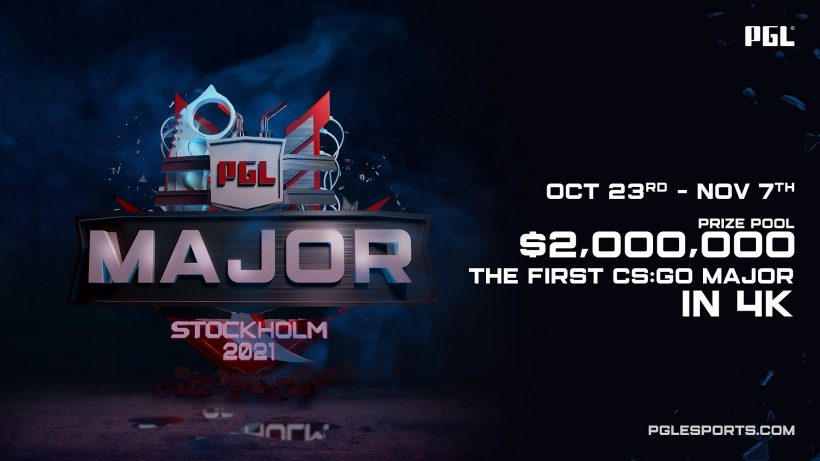 PGL
PGL
MAJOR
STOCKHOLM
2021
OCT 23RD - NOV 7TH
PRIZE POOL
$2,000,000
THE FIRST CS:GO MAJOR
IN 4K
PGLESPORTS.COM